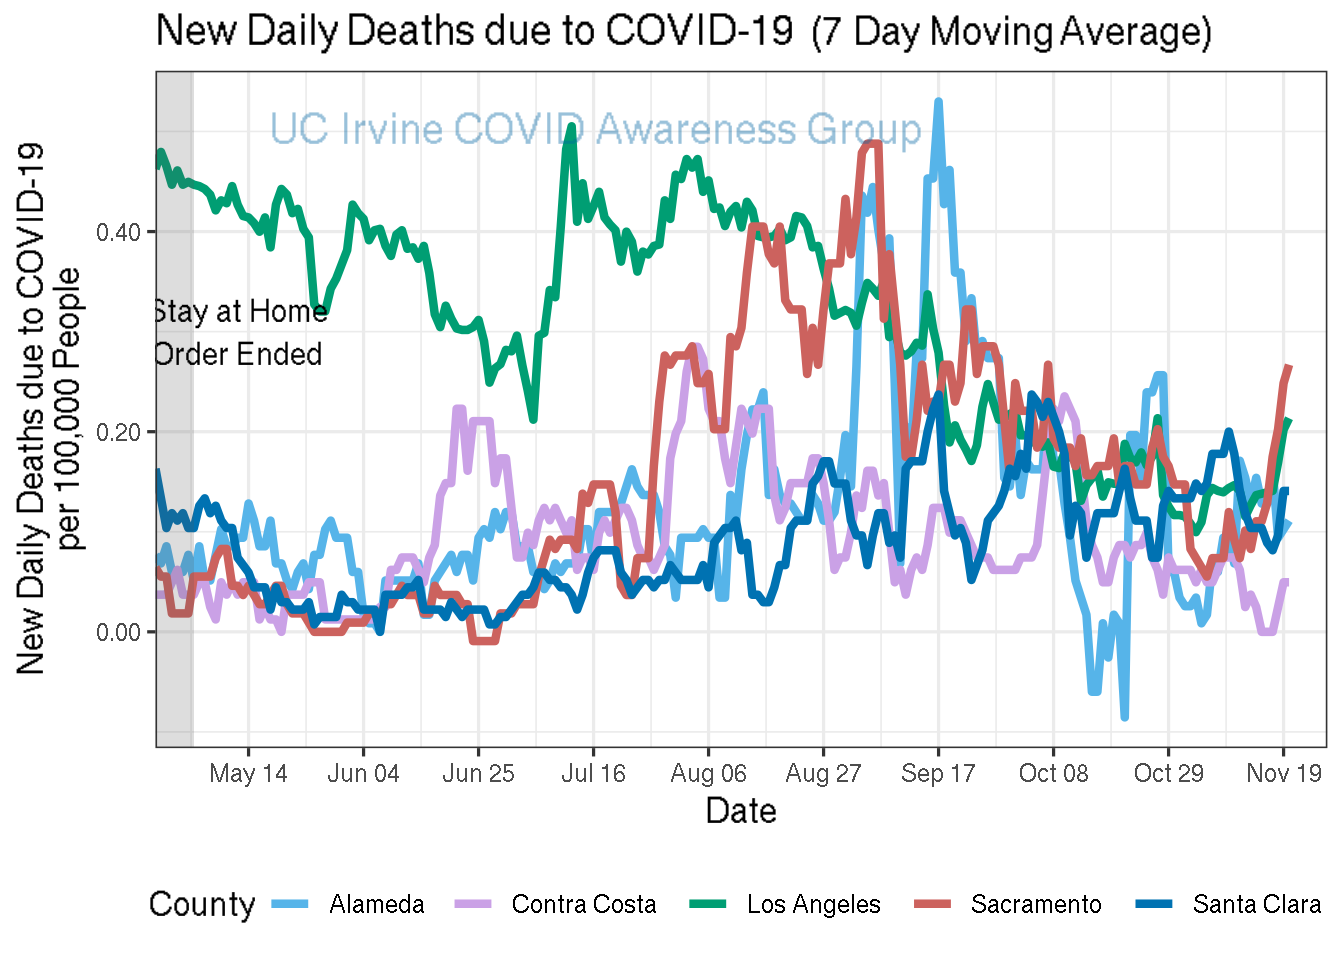 New Daily Deaths due to COVID-19 (7 Day Moving Average)
UC Irvine COVID Awareness Group
New Daily Deaths due to COVID-19
per 100,000 People
0.40
0.20
0.00
Stay at Home
Order Ended
May 14 Jun 04 Jun 25 Jul 16 Aug 06 Aug 27 Sep 17 Oct 08 Oct 29 Nov 19
Date
County Alameda Contra Costa Los Angeles Sacramento Santa Clara